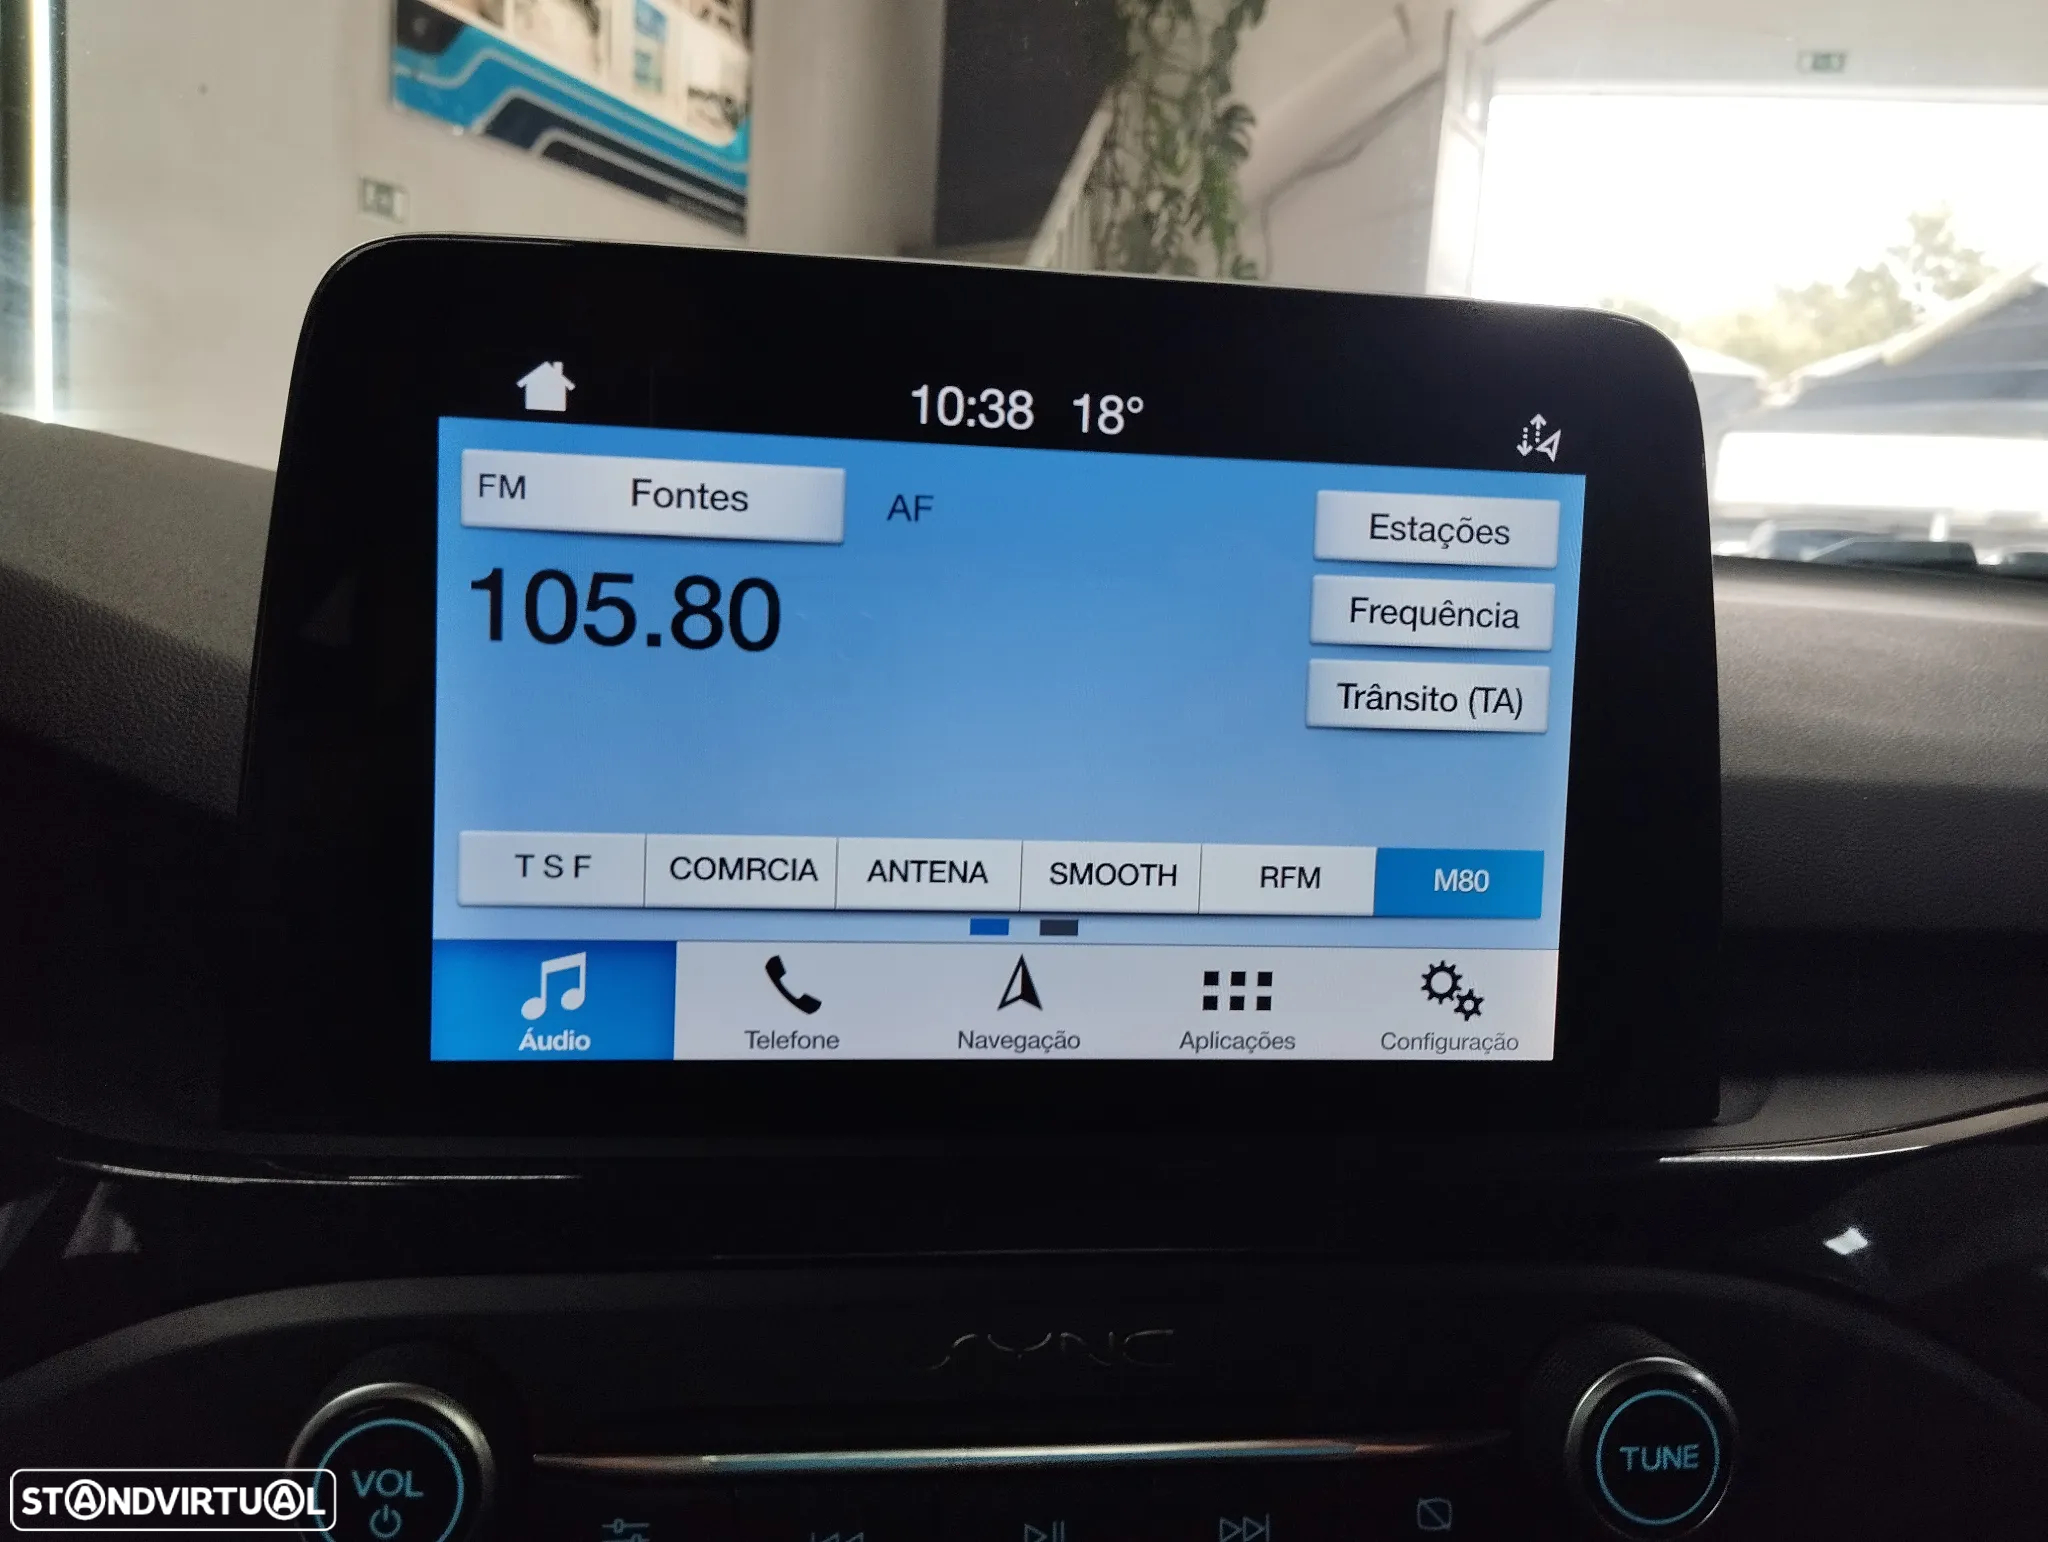 10:38 18°
FM Fontes AF Estações
105.80
Frequência
Trânsito (TA)
T S F COMRCIA ANTENA SMOOTH RFM M80
Áudio Telefone Navegação Aplicações Configuração
SYNC
VOL TUNE
STANDVIRTUAL